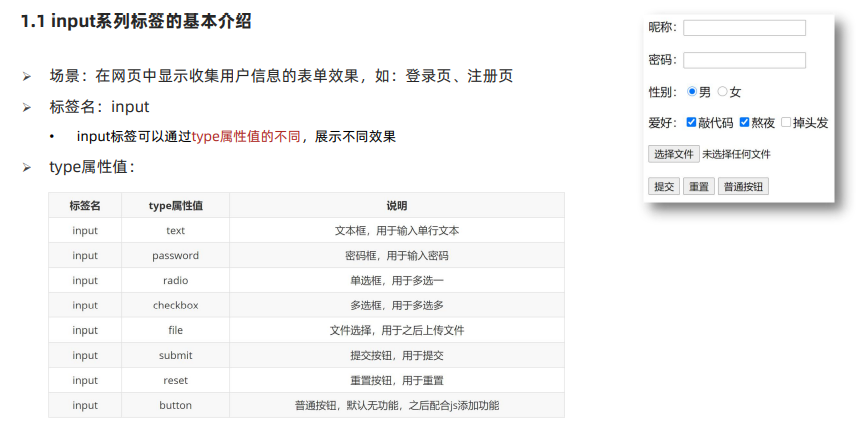 1.1 input系列标签的基本介绍
场景：在网页中显示收集用户信息的表单效果，如：登录页、注册页
标签名：input
input标签可以通过type属性值的不同，展示不同效果
type属性值：
标签名 type属性值 说明
input text 文本框，用于输入单行文本
input password 密码框，用于输入密码
input radio 单选框，用于多选一
input checkbox 多选框，用于多选多
input file 文件选择，用于之后上传文件
input submit 提交按钮，用于提交
input reset 重置按钮，用于重置
input button 普通按钮，默认无功能，之后配合js添加功能
昵称：
密码：
性别： 男 女
爱好： 敲代码 熬夜 掉头发
选择文件 未选择任何文件
提交 重置 普通按钮